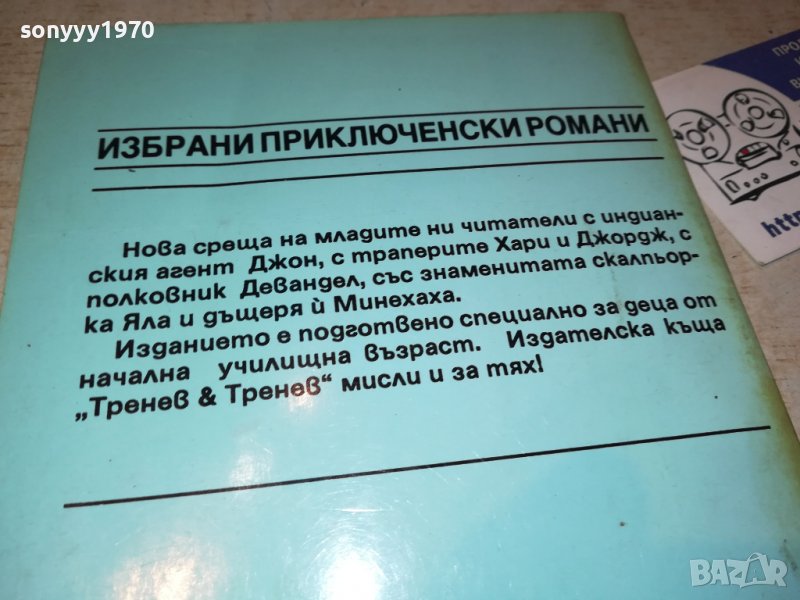 sonyyy1970
ИЗБРАНИ ПРИКЛЮЧЕНСКИ РОМАНИ
Нова среща на младите ни читатели с индиан-
ския агент Джон, с траперите Хари и Джордж, с
полковник Девандел, със знаменитата скалпьор-
ка Яла и дъщеря ѝ Минехаха.
Изданието е подготвено специално за деца от
начална училищна възраст. Издателска къща
„Тренев & Тренев“ мисли и за тях!
BAZAR